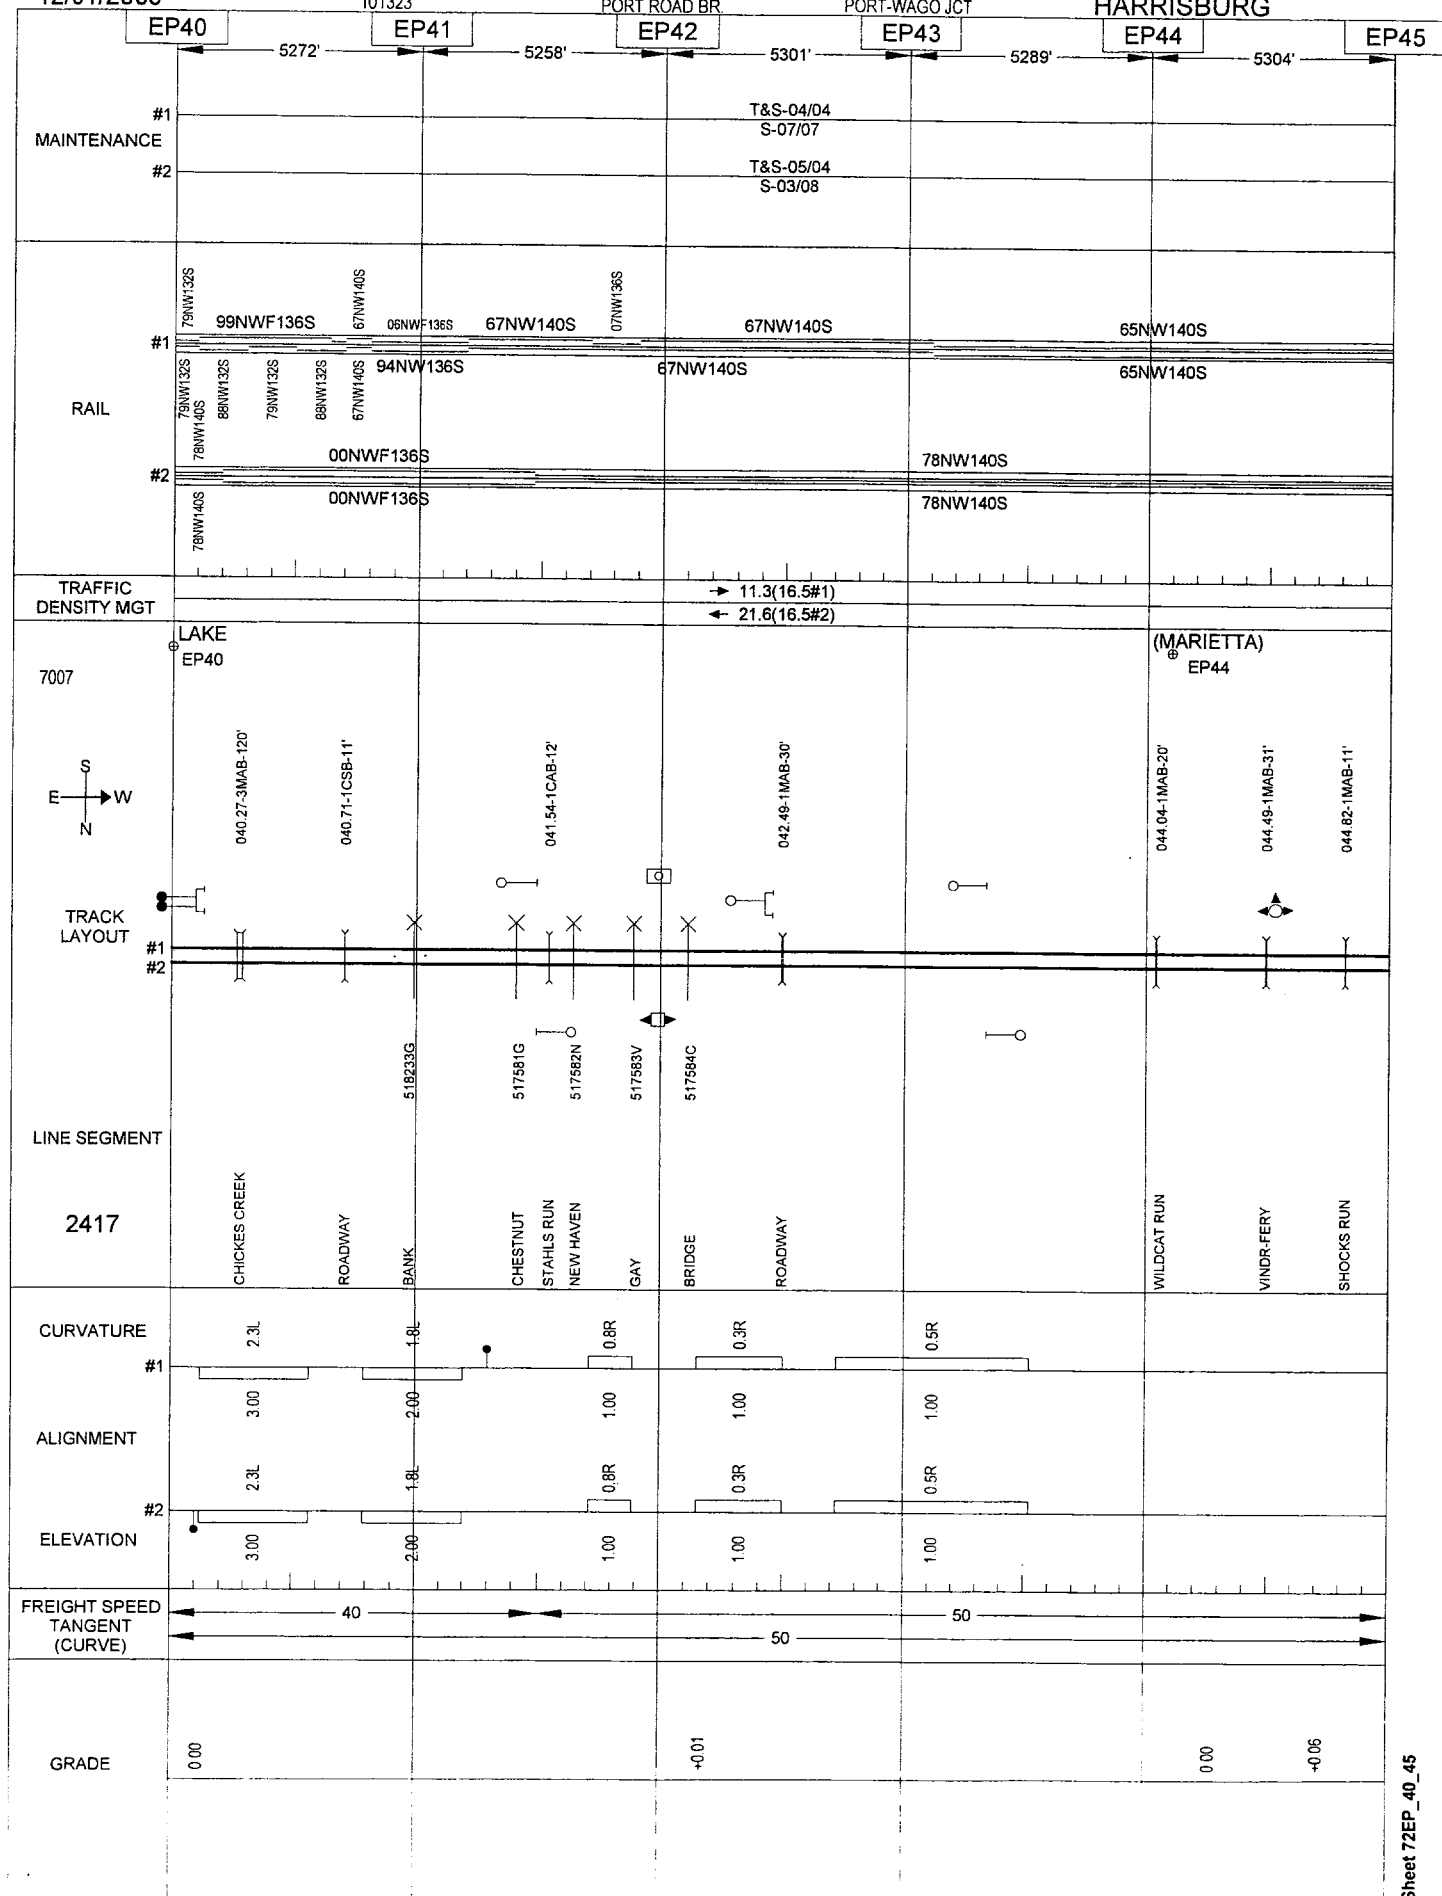 101323 PORT ROAD BR. PORT-WAGO JCT HARRISBURG
EP40 EP41 EP42 EP43 EP44 EP45
5272' 5258' 5301' 5289' 5304'
MAINTENANCE
#1 T&S-04/04
S-07/07
#2 T&S-05/04
S-03/08
RAIL
79NW132S 67NW140S 07NW136S
99NWF136S 06NWF136S 67NW140S 67NW140S 65NW140S
#1
94NW136S 67NW140S 65NW140S
79NW132S 88NW132S 79NW132S 88NW132S 67NW140S
78NW140S
00NWF136S 78NW140S
#2
00NWF136S 78NW140S
78NW140S
TRAFFIC
DENSITY MGT
11.3(16.5#1)
21.6(16.5#2)
LAKE
EP40
(MARIETTA)
EP44
7007
S
E W
N
040.27-3MAB-120'
040.71-1CSB-11'
041.54-1CAB-12'
042.49-1MAB-30'
044.04-1MAB-20'
044.49-1MAB-31'
044.82-1MAB-11'
TRACK
LAYOUT
#1
#2
518233G
517581G
517582N
517583V
517584C
LINE SEGMENT
2417
CHICKES CREEK
ROADWAY
BANK
CHESTNUT
STAHLS RUN
NEW HAVEN
GAY
BRIDGE
ROADWAY
WILDCAT RUN
VINDR-FERY
SHOCKS RUN
CURVATURE
2.3L 1.8L 0.8R 0.3R 0.5R
#1
3.00 2.00 1.00 1.00 1.00
ALIGNMENT
2.3L 1.8L 0.8R 0.3R 0.5R
#2
ELEVATION
3.00 2.00 1.00 1.00 1.00
FREIGHT SPEED
TANGENT
(CURVE)
40 50
50
GRADE
0.00 +0.01 0.00 +0.06
Sheet 72EP_40_45